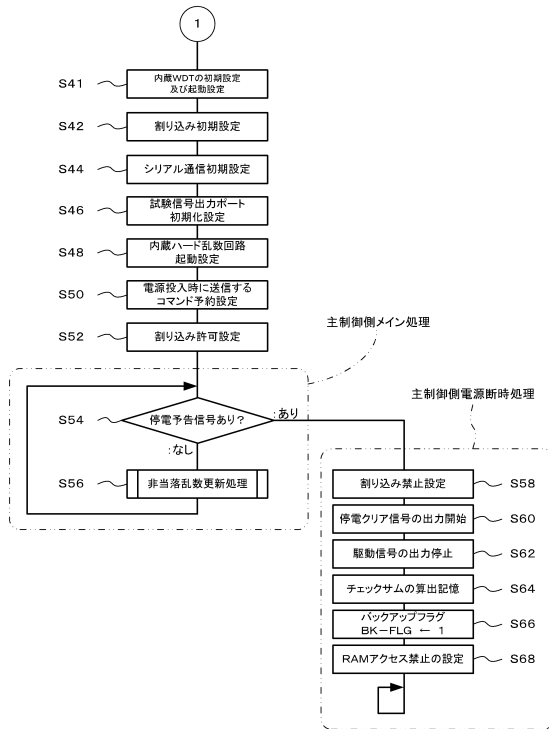 1
S41
内蔵WDTの初期設定
及び起動設定
S42
割り込み初期設定
S44
シリアル通信初期設定
S46
試験信号出力ポート
初期化設定
S48
内蔵ハード乱数回路
起動設定
S50
電源投入時に送信する
コマンド予約設定
S52
割り込み許可設定
主制御側メイン処理
主制御側電源断時処理
S54
停電予告信号あり?
:あり
:なし
S56
非当落乱数更新処理
割り込み禁止設定
S58
停電クリア信号の出力開始
S60
駆動信号の出力停止
S62
チェックサムの算出記憶
S64
バックアップフラグ
BK-FLG ← 1
S66
RAMアクセス禁止の設定
S68